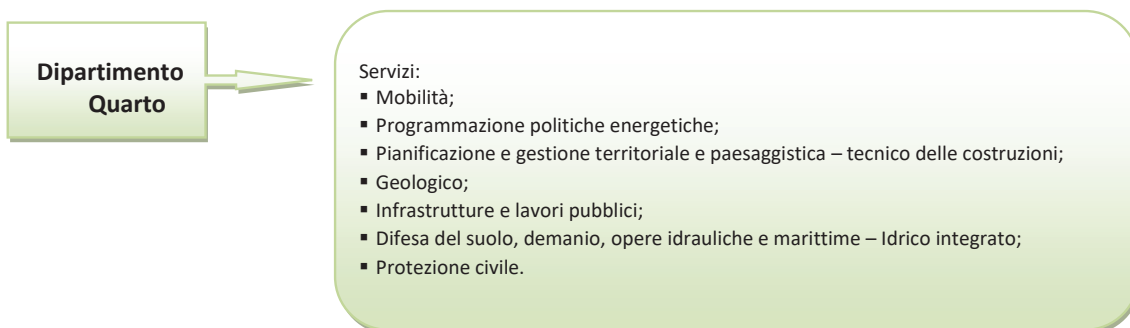 Dipartimento
Quarto
Servizi:
▪ Mobilità;
▪ Programmazione politiche energetiche;
▪ Pianificazione e gestione territoriale e paesaggistica – tecnico delle costruzioni;
▪ Geologico;
▪ Infrastrutture e lavori pubblici;
▪ Difesa del suolo, demanio, opere idrauliche e marittime – Idrico integrato;
▪ Protezione civile.